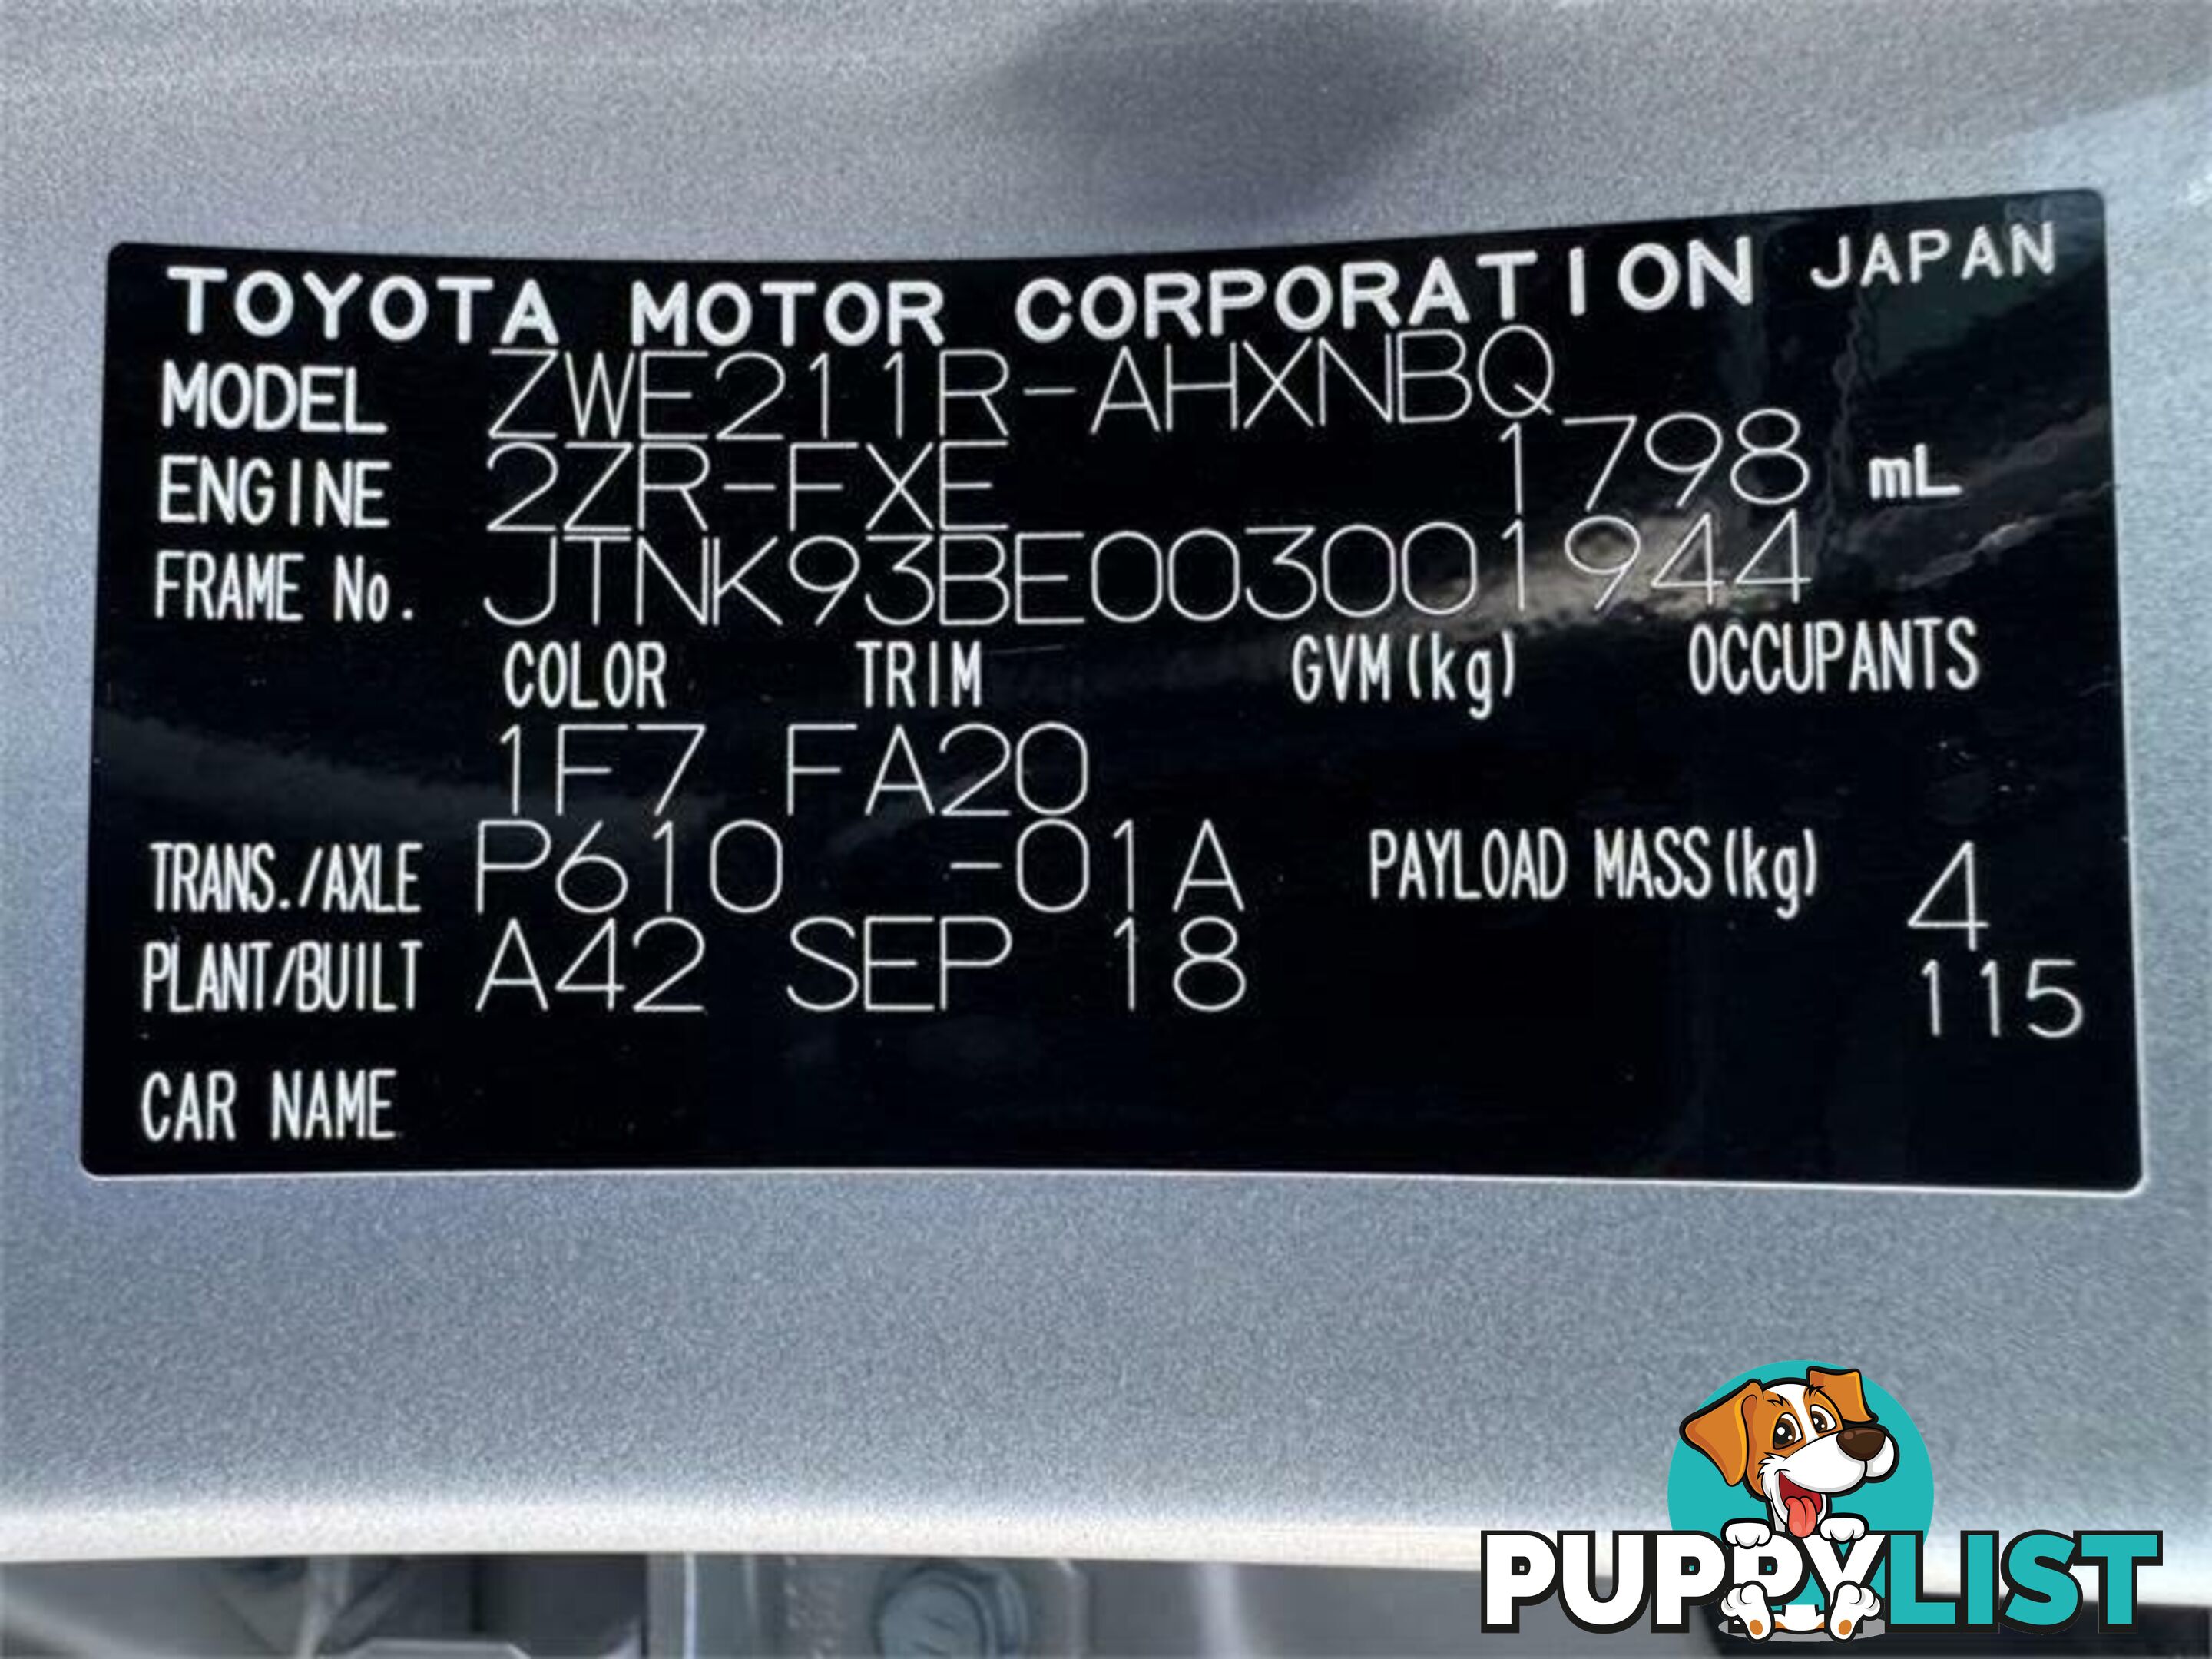 TOYOTA MOTOR CORPORATION JAPAN
MODEL ZWE211R-AHXNBQ
ENGINE 2ZR-FXE 1798 mL
FRAME No. JTNK93BE003001944
COLOR TRIM GVM(kg) OCCUPANTS
1F7 FA20
TRANS./AXLE P610 -01A PAYLOAD MASS(kg) 4
PLANT/BUILT A42 SEP 18 115
CAR NAME
PUPPYLIST